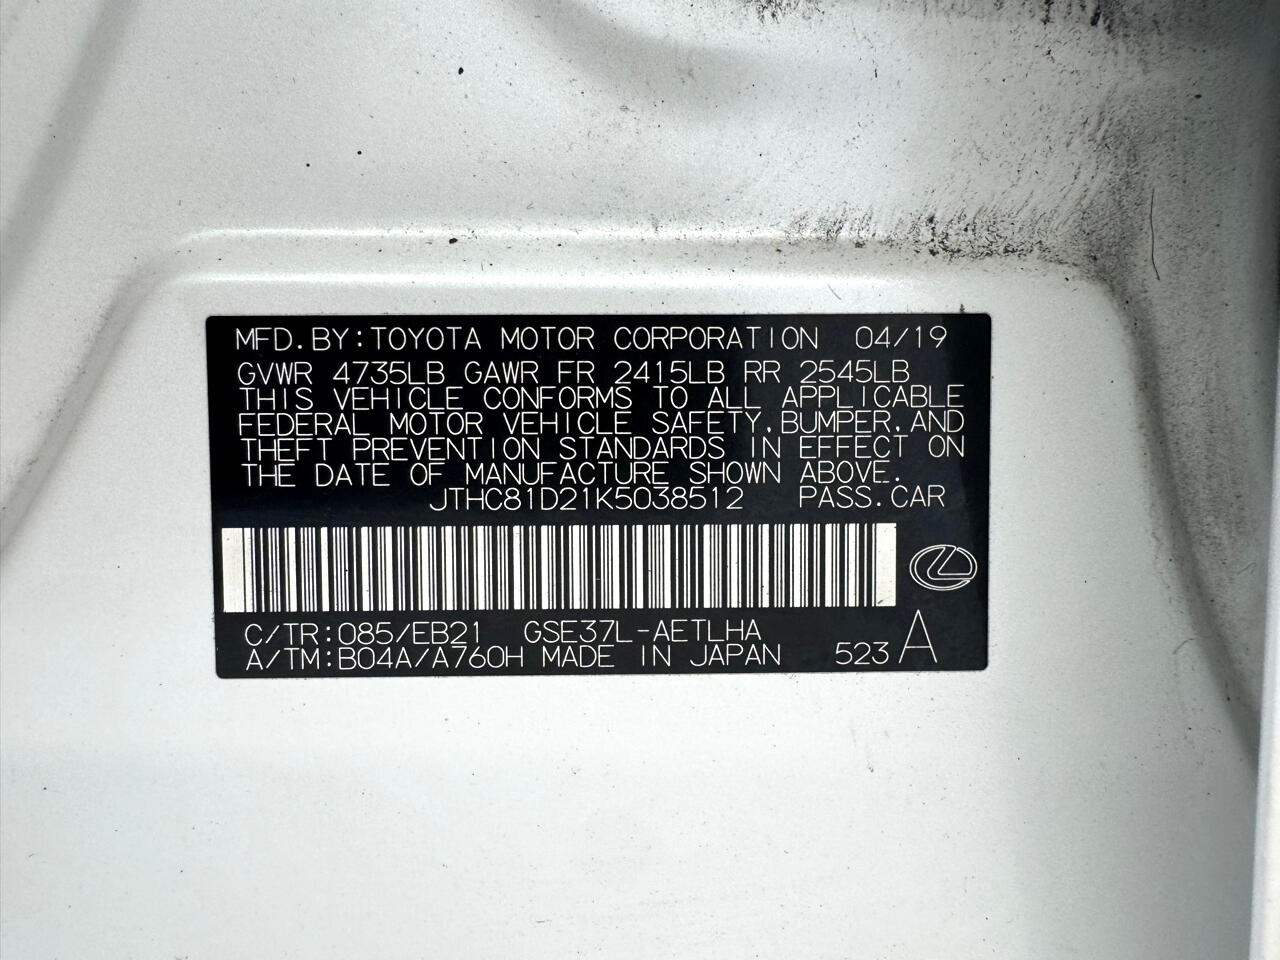 MFD.BY:TOYOTA MOTOR CORPORATION 04/19
GVWR 4735LB GAWR FR 2415LB RR 2545LB
THIS VEHICLE CONFORMS TO ALL APPLICABLE
FEDERAL MOTOR VEHICLE SAFETY,BUMPER,AND
THEFT PREVENTION STANDARDS IN EFFECT ON
THE DATE OF MANUFACTURE SHOWN ABOVE.
JTHC81D21K5038512 PASS.CAR
C/TR:085/EB21 GSE37L-AETLHA
A/TM:B04A/A760H MADE IN JAPAN 523 A